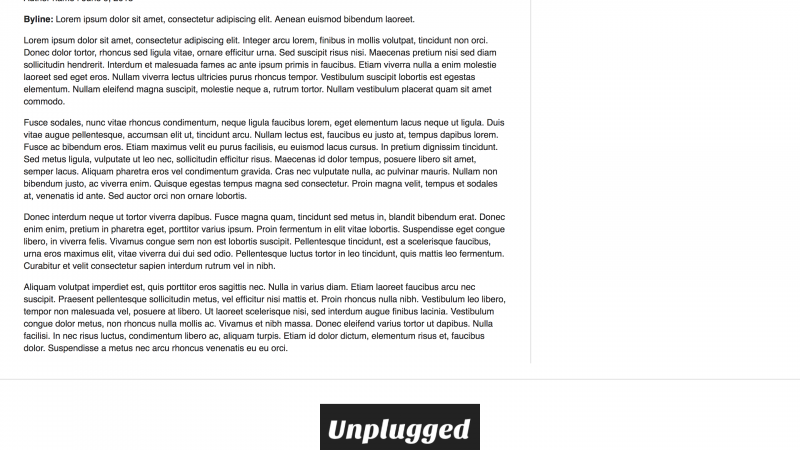 Byline: Lorem ipsum dolor sit amet, consectetur adipiscing elit. Aenean euismod bibendum laoreet.
Lorem ipsum dolor sit amet, consectetur adipiscing elit. Integer arcu lorem, finibus in mollis volutpat, tincidunt non orci.
Donec dolor tortor, rhoncus sed ligula vitae, ornare efficitur urna. Sed suscipit risus nisi. Maecenas pretium nisi sed diam
sollicitudin hendrerit. Interdum et malesuada fames ac ante ipsum primis in faucibus. Etiam viverra nulla a enim molestie
laoreet sed eget eros. Nullam viverra lectus ultricies purus rhoncus tempor. Vestibulum suscipit lobortis est egestas
elementum. Nullam eleifend magna suscipit, molestie neque a, rutrum tortor. Nullam vestibulum placerat quam sit amet
commodo.
Fusce sodales, nunc vitae rhoncus condimentum, neque ligula faucibus lorem, eget elementum lacus neque ut ligula. Duis
vitae augue pellentesque, accumsan elit ut, tincidunt arcu. Nullam lectus est, faucibus eu justo at, tempus dapibus lorem.
Fusce ac bibendum eros. Etiam maximus velit eu purus facilisis, eu euismod lacus cursus. In pretium dignissim tincidunt.
Sed metus ligula, vulputate ut leo nec, sollicitudin efficitur risus. Maecenas id dolor tempus, posuere libero sit amet,
semper lacus. Aliquam pharetra eros vel condimentum gravida. Cras nec vulputate nulla, ac pulvinar mauris. Nullam non
bibendum justo, ac viverra enim. Quisque egestas tempus magna sed consectetur. Proin magna velit, tempus et sodales
at, venenatis id ante. Sed auctor orci non ornare lobortis.
Donec interdum neque ut tortor viverra dapibus. Fusce magna quam, tincidunt sed metus in, blandit bibendum erat. Donec
enim enim, pretium in pharetra eget, porttitor varius ipsum. Proin fermentum in elit vitae lobortis. Suspendisse eget congue
libero, in viverra felis. Vivamus congue sem non est lobortis suscipit. Pellentesque tincidunt, est a scelerisque faucibus,
urna eros maximus elit, vitae viverra dui dui sed odio. Pellentesque luctus tortor in leo tincidunt, quis mattis leo fermentum.
Curabitur et velit consectetur sapien interdum rutrum vel in nibh.
Aliquam volutpat imperdiet est, quis porttitor eros sagittis nec. Nulla in varius diam. Etiam laoreet faucibus arcu nec
suscipit. Praesent pellentesque sollicitudin metus, vel efficitur nisi mattis et. Proin rhoncus nulla nibh. Vestibulum leo libero,
tempor non malesuada vel, posuere at libero. Ut laoreet scelerisque nisi, sed interdum augue finibus lacinia. Vestibulum
congue dolor metus, non rhoncus nulla mollis ac. Vivamus et nibh massa. Donec eleifend varius tortor ut dapibus. Nulla
facilisi. In nec risus luctus, condimentum libero ac, aliquam turpis. Etiam id dolor dictum, elementum risus et, faucibus
dolor. Suspendisse a metus nec arcu rhoncus venenatis eu eu orci.
Unplugged